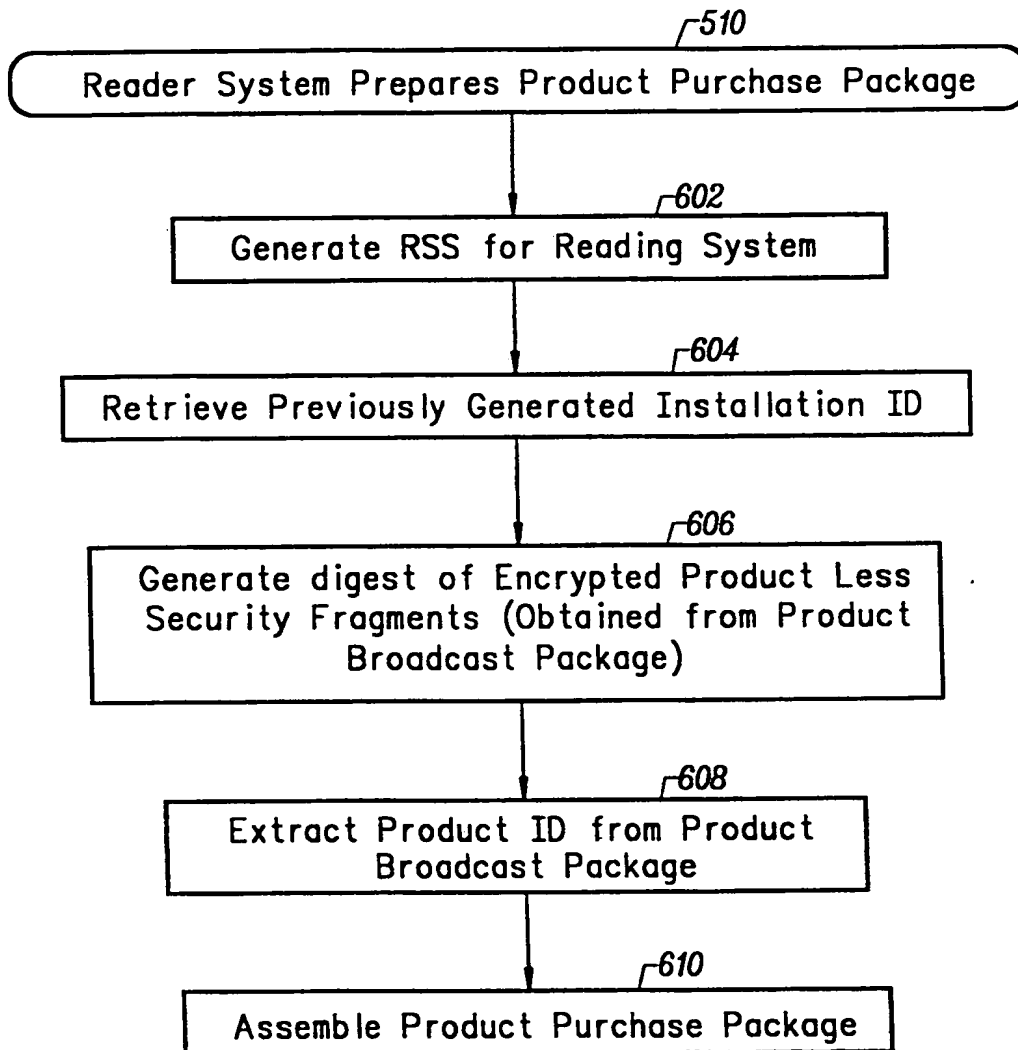 510
Reader System Prepares Product Purchase Package
602
Generate RSS for Reading System
604
Retrieve Previously Generated Installation ID
606
Generate digest of Encrypted Product Less
Security Fragments (Obtained from Product
Broadcast Package)
608
Extract Product ID from Product
Broadcast Package
610
Assemble Product Purchase Package